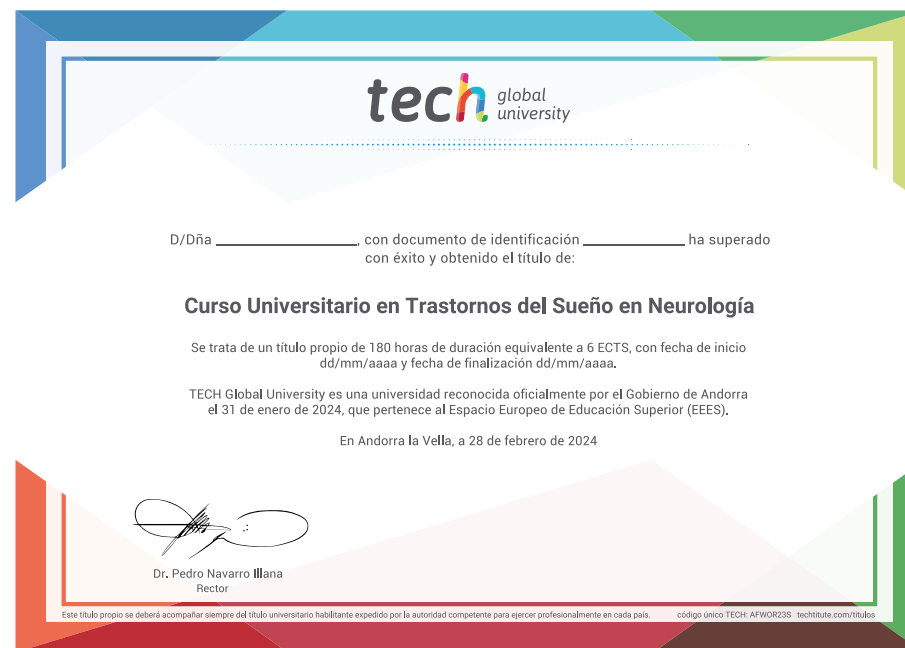 tech global university
D/Dña ____________________, con documento de identificación ______________ ha superado
con éxito y obtenido el título de:
Curso Universitario en Trastornos del Sueño en Neurología
Se trata de un título propio de 180 horas de duración equivalente a 6 ECTS, con fecha de inicio
dd/mm/aaaa y fecha de finalización dd/mm/aaaa.
TECH Global University es una universidad reconocida oficialmente por el Gobierno de Andorra
el 31 de enero de 2024, que pertenece al Espacio Europeo de Educación Superior (EEES).
En Andorra la Vella, a 28 de febrero de 2024
Dr. Pedro Navarro Illana
Rector
Este título propio se deberá acompañar siempre del título universitario habilitante expedido por la autoridad competente para ejercer profesionalmente en cada país. código único TECH: AFWOR23S techtitute.com/títulos